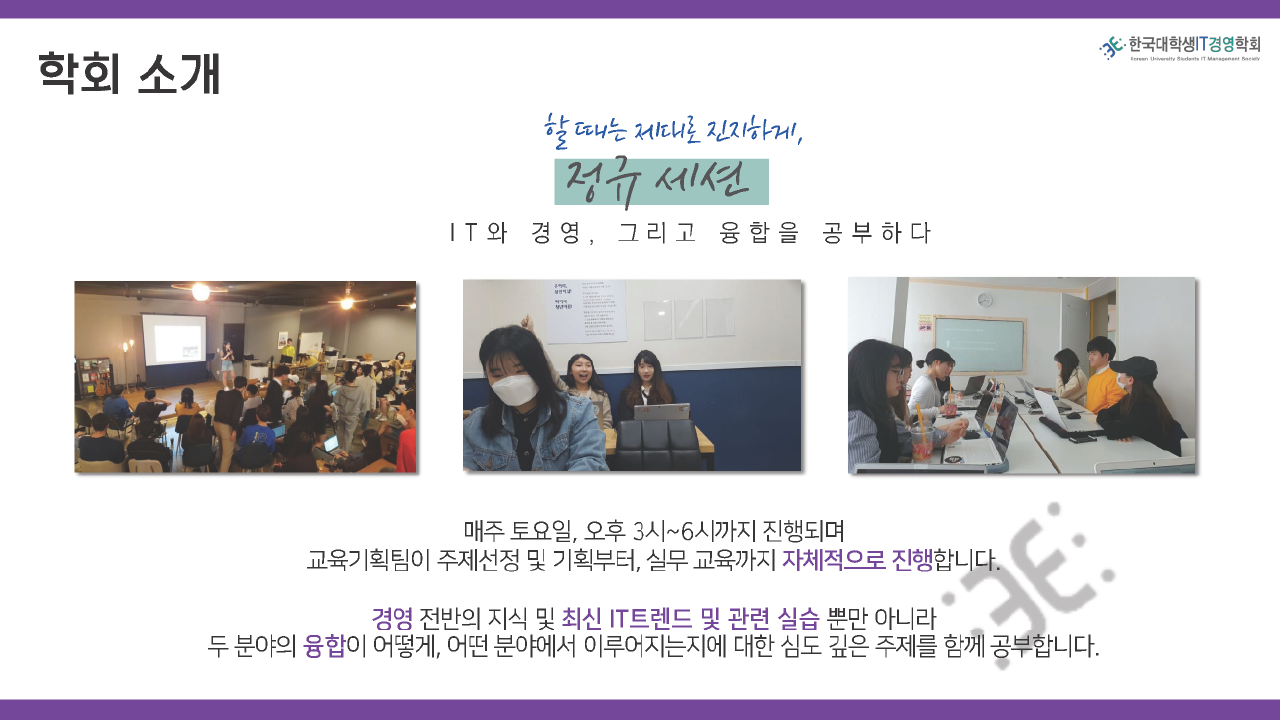 학회 소개
한국대학생IT경영학회
Korean University Students IT Management Society
할 때는 제대로 진지하게,
정규 세션
IT와 경영, 그리고 융합을 공부하다
매주 토요일, 오후 3시~6시까지 진행되며
교육기획팀이 주제선정 및 기획부터, 실무 교육까지 자체적으로 진행합니다.
경영 전반의 지식 및 최신 IT트렌드 및 관련 실습 뿐만 아니라
두 분야의 융합이 어떻게, 어떤 분야에서 이루어지는지에 대한 심도 깊은 주제를 함께 공부합니다.